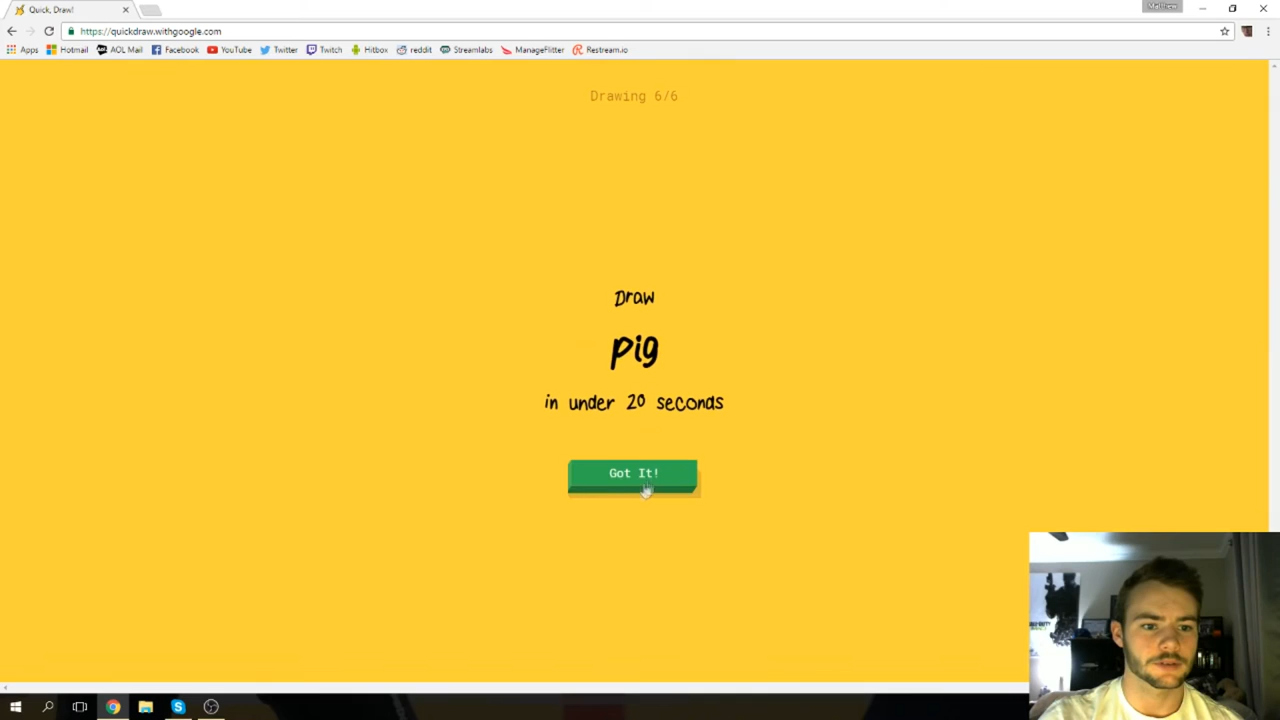 Quick, Draw!
Matthew
https://quickdraw.withgoogle.com
Apps Hotmail AOL Mail Facebook YouTube Twitter Twitch Hitbox reddit Streamlabs ManageFlitter Restream.io
Drawing 6/6
Draw
pig
in under 20 seconds
Got It!